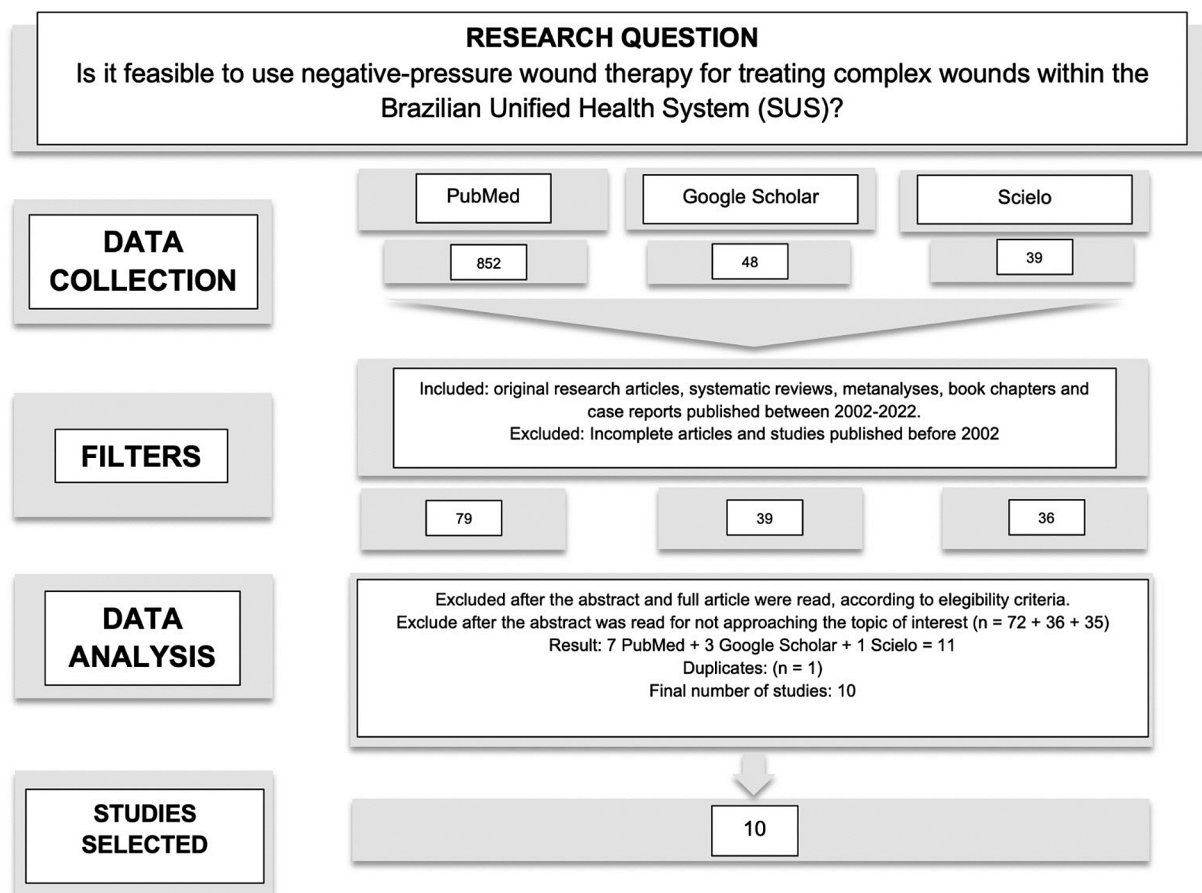 RESEARCH QUESTION
Is it feasible to use negative-pressure wound therapy for treating complex wounds within the
Brazilian Unified Health System (SUS)?
DATA
COLLECTION
PubMed
Google Scholar
Scielo
852
48
39
FILTERS
Included: original research articles, systematic reviews, metanalyses, book chapters and
case reports published between 2002-2022.
Excluded: Incomplete articles and studies published before 2002
79
39
36
DATA
ANALYSIS
Excluded after the abstract and full article were read, according to elegibility criteria.
Exclude after the abstract was read for not approaching the topic of interest (n = 72 + 36 + 35)
Result: 7 PubMed + 3 Google Scholar + 1 Scielo = 11
Duplicates: (n = 1)
Final number of studies: 10
STUDIES
SELECTED
10